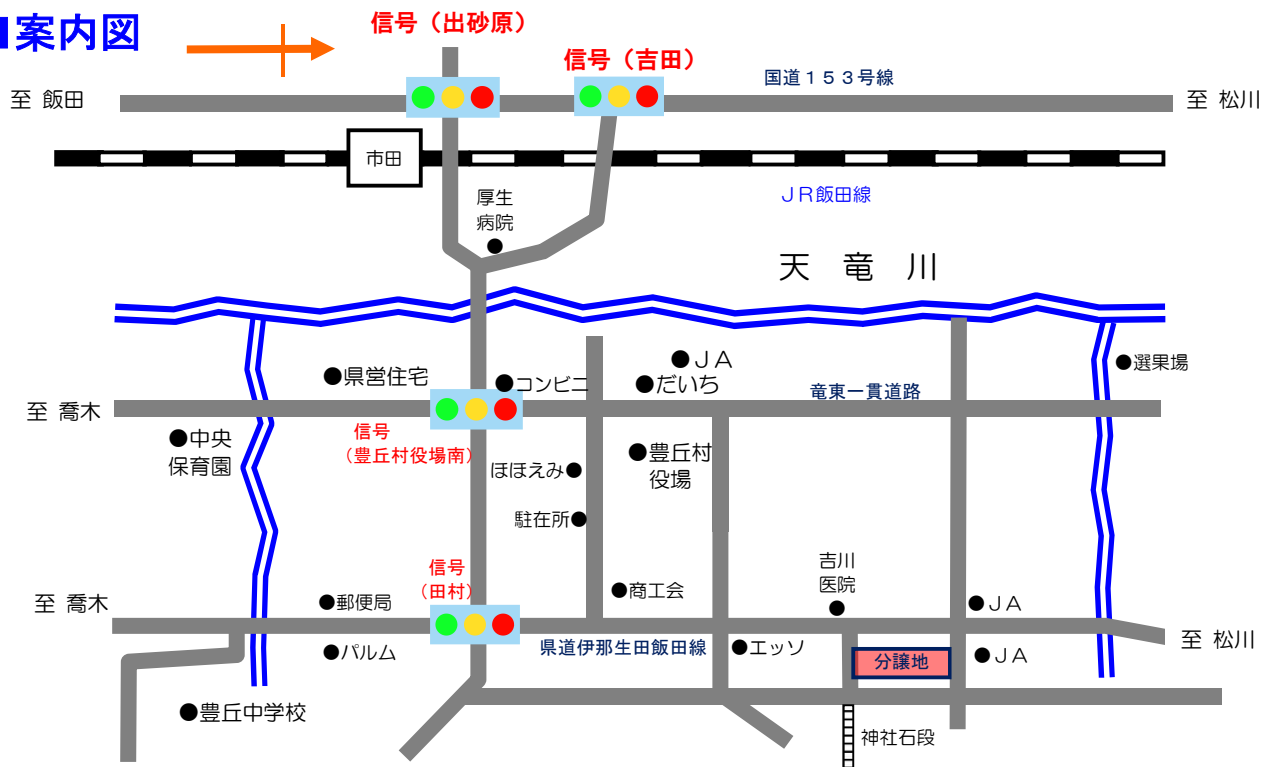 案内図
信号（出砂原）
信号（吉田）
国道１５３号線
至 飯田
至 松川
市田
ＪＲ飯田線
厚生
病院
天 竜 川
●ＪＡ
●県営住宅
●コンビニ
●だいち
●選果場
竜東一貫道路
至 喬木
信号
（豊丘村役場南）
●中央
保育園
●豊丘村
役場
ほほえみ●
駐在所●
信号
（田村）
吉川
医院
●商工会
至 喬木
●郵便局
●ＪＡ
県道伊那生田飯田線
至 松川
●パルム
●エッソ
分譲地
●ＪＡ
●豊丘中学校
神社石段